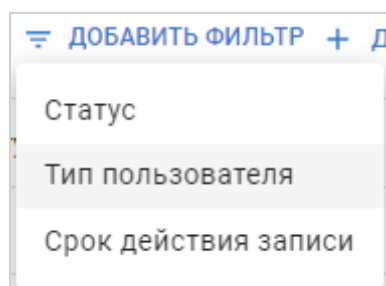 ДОБАВИТЬ ФИЛЬТР + Д
Статус
Тип пользователя
Срок действия записи